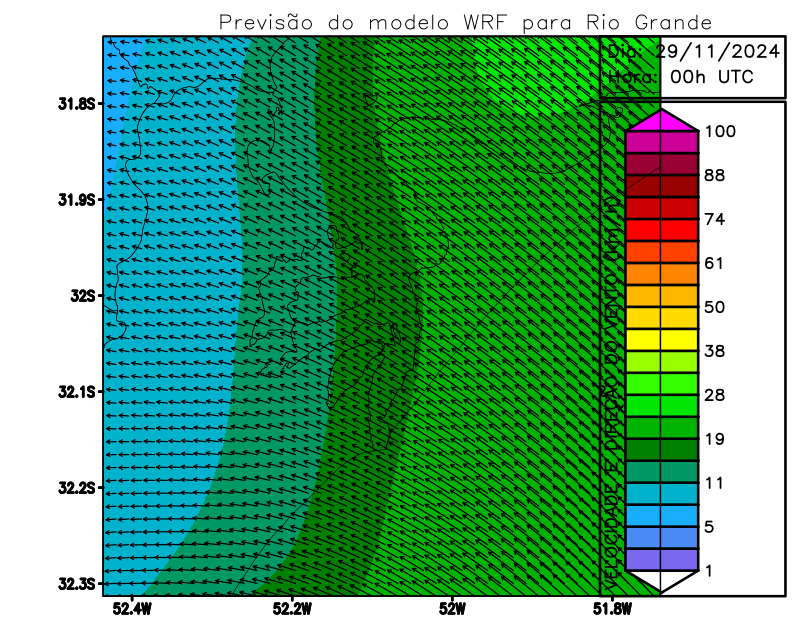 Previsão do modelo WRF para Rio Grande
Dia: 29/11/2024
Hora: 00h UTC
VELOCIDADE E DIREÇÃO DO VENTO (km/h)
100
88
74
61
50
38
28
19
11
5
1
31.8S
31.9S
32S
32.1S
32.2S
32.3S
52.4W
52.2W
52W
51.8W